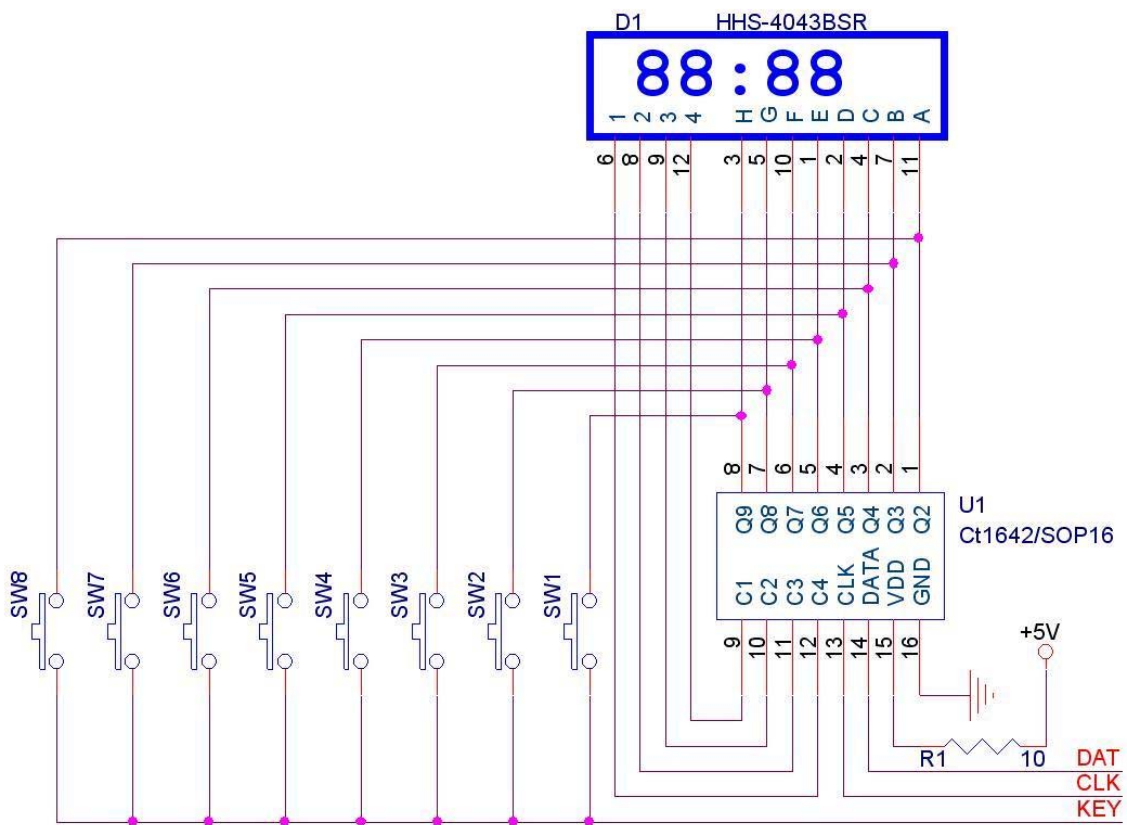 D1 HHS-4043BSR
88:88
1 2 3 4 H G F E D C B A
6 8 9 12 3 5 10 1 2 4 7 11
8 7 6 5 4 3 2 1
Q9 Q8 Q7 Q6 Q5 Q4 Q3 Q2
U1
Ct1642/SOP16
C1 C2 C3 C4 CLK DATA VDD GND
9 10 11 12 13 14 15 16
SW8 SW7 SW6 SW5 SW4 SW3 SW2 SW1
+5V
R1 10
DAT
CLK
KEY